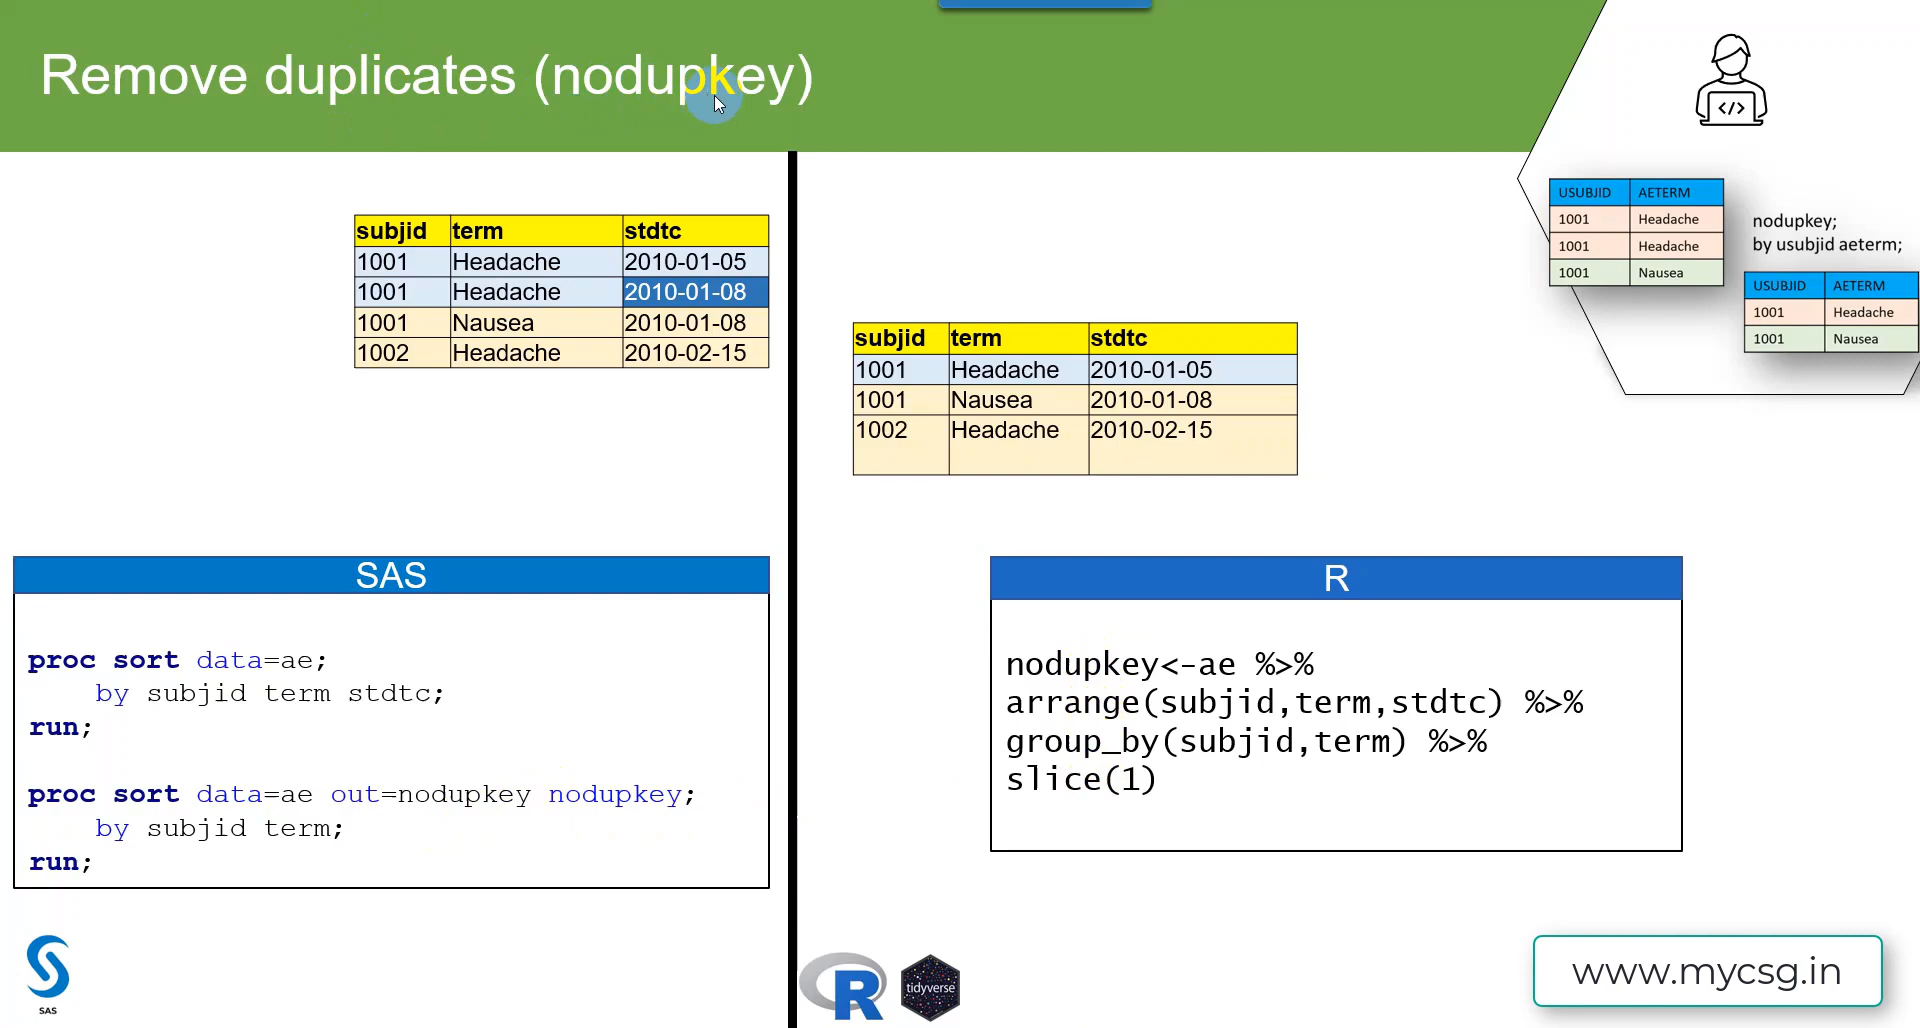 Remove duplicates (nodupkey)
</>
USUBJID AETERM
1001 Headache
1001 Headache
1001 Nausea
nodupkey;
by usubjid aeterm;
USUBJID AETERM
1001 Headache
1001 Nausea
subjid term stdtc
1001 Headache 2010-01-05
1001 Headache 2010-01-08
1001 Nausea 2010-01-08
1002 Headache 2010-02-15
subjid term stdtc
1001 Headache 2010-01-05
1001 Nausea 2010-01-08
1002 Headache 2010-02-15
SAS
proc sort data=ae;
by subjid term stdtc;
run;
proc sort data=ae out=nodupkey nodupkey;
by subjid term;
run;
R
nodupkey<-ae %>%
arrange(subjid,term,stdtc) %>%
group_by(subjid,term) %>%
slice(1)
SAS
R
tidyverse
www.mycsg.in